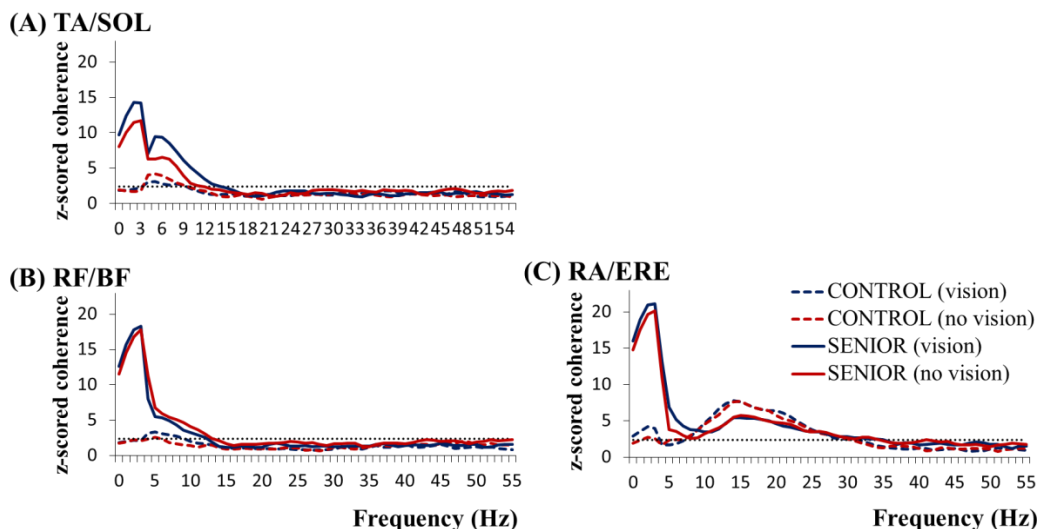 (A) TA/SOL
z-scored coherence
20
15
10
5
0
0 3 6 9 12 15 18 21 24 27 30 33 36 39 42 45 48 51 54
(B) RF/BF
z-scored coherence
20
15
10
5
0
0 5 10 15 20 25 30 35 40 45 50 55
Frequency (Hz)
(C) RA/ERE
z-scored coherence
20
15
10
5
0
0 5 10 15 20 25 30 35 40 45 50 55
Frequency (Hz)
CONTROL (vision)
CONTROL (no vision)
SENIOR (vision)
SENIOR (no vision)